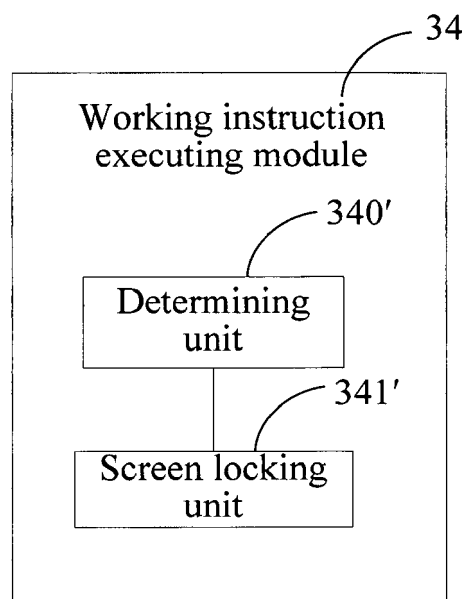 34
Working instruction
executing module
340′
Determining
unit
341′
Screen locking
unit